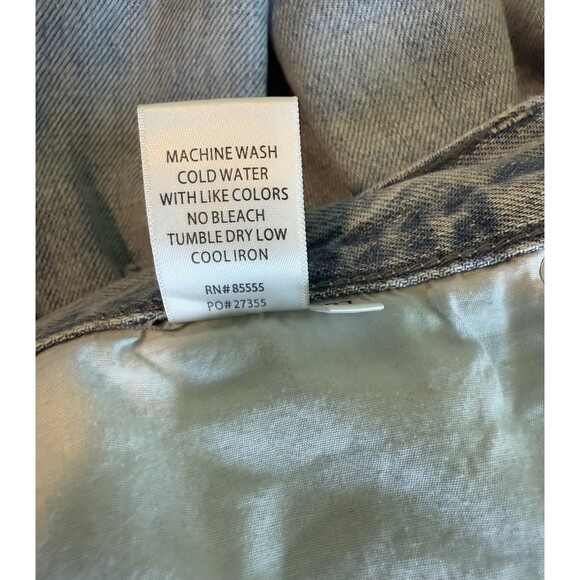 MACHINE WASH
COLD WATER
WITH LIKE COLORS
NO BLEACH
TUMBLE DRY LOW
COOL IRON
RN# 85555
PO# 27355